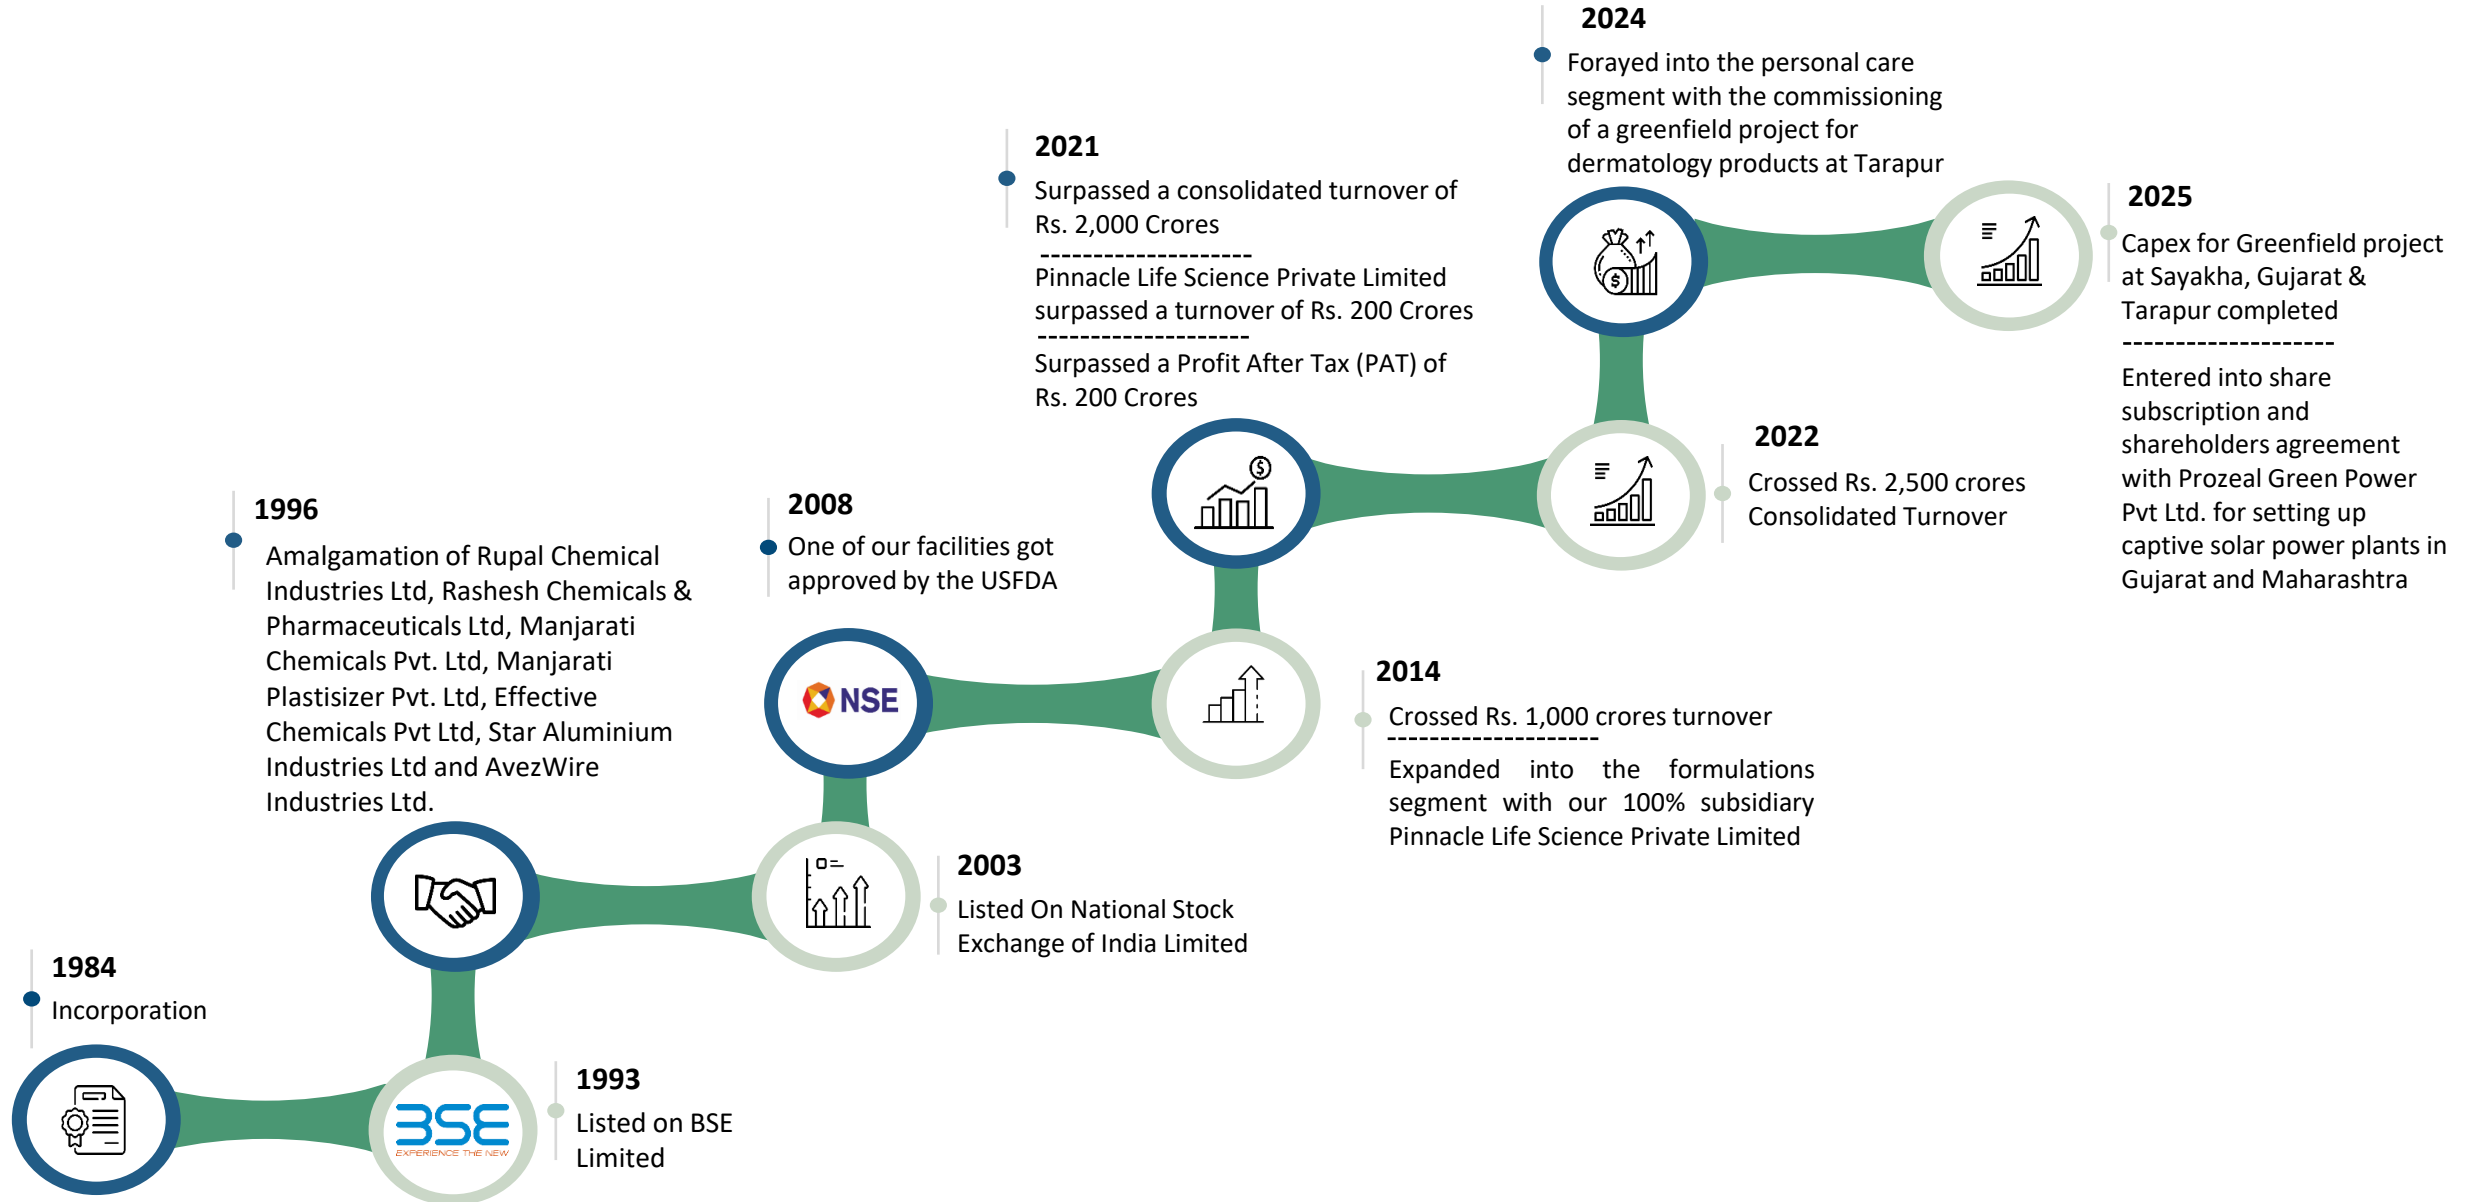 1984
Incorporation
BSE
EXPERIENCE THE NEW
1993
Listed on BSE
Limited
1996
Amalgamation of Rupal Chemical
Industries Ltd, Rashesh Chemicals &
Pharmaceuticals Ltd, Manjarati
Chemicals Pvt. Ltd, Manjarati
Plastisizer Pvt. Ltd, Effective
Chemicals Pvt Ltd, Star Aluminium
Industries Ltd and AvezWire
Industries Ltd.
2003
Listed On National Stock
Exchange of India Limited
2008
One of our facilities got
approved by the USFDA
NSE
2014
Crossed Rs. 1,000 crores turnover
--------------------
Expanded into the formulations
segment with our 100% subsidiary
Pinnacle Life Science Private Limited
2021
Surpassed a consolidated turnover of
Rs. 2,000 Crores
--------------------
Pinnacle Life Science Private Limited
surpassed a turnover of Rs. 200 Crores
--------------------
Surpassed a Profit After Tax (PAT) of
Rs. 200 Crores
2022
Crossed Rs. 2,500 crores
Consolidated Turnover
2024
Forayed into the personal care
segment with the commissioning
of a greenfield project for
dermatology products at Tarapur
2025
Capex for Greenfield project
at Sayakha, Gujarat &
Tarapur completed
--------------------
Entered into share
subscription and
shareholders agreement
with Prozeal Green Power
Pvt Ltd. for setting up
captive solar power plants in
Gujarat and Maharashtra